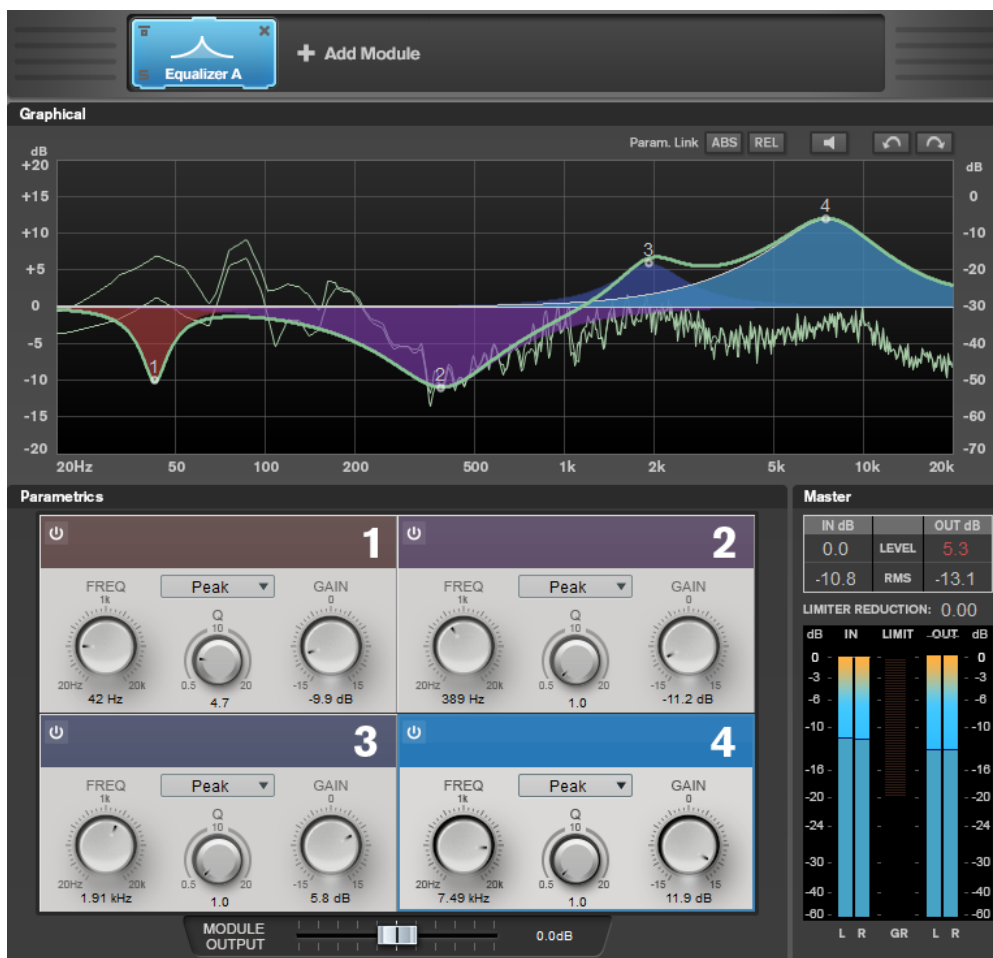 Equalizer A
Add Module
Graphical
Param. Link ABS REL
dB
+20
+15
+10
+5
0
-5
-10
-15
-20
dB
0
-10
-20
-30
-40
-50
-60
-70
1
2
3
4
20Hz 50 100 200 500 1k 2k 5k 10k 20k
Parametrics
1
FREQ Peak GAIN
1k Q 0
10
20Hz 20k 0.5 20 -15 15
42 Hz 4.7 -9.9 dB
2
FREQ Peak GAIN
1k Q 0
10
20Hz 20k 0.5 20 -15 15
389 Hz 1.0 -11.2 dB
3
FREQ Peak GAIN
1k Q 0
10
20Hz 20k 0.5 20 -15 15
1.91 kHz 1.0 5.8 dB
4
FREQ Peak GAIN
1k Q 0
10
20Hz 20k 0.5 20 -15 15
7.49 kHz 1.0 11.9 dB
MODULE
OUTPUT
0.0dB
Master
IN dB OUT dB
0.0 LEVEL 5.3
-10.8 RMS -13.1
LIMITER REDUCTION: 0.00
dB IN LIMIT OUT dB
0 0
-3 -3
-6 -6
-10 -10
-16 -16
-20 -20
-24 -24
-30 -30
-40 -40
-60 -60
L R GR L R